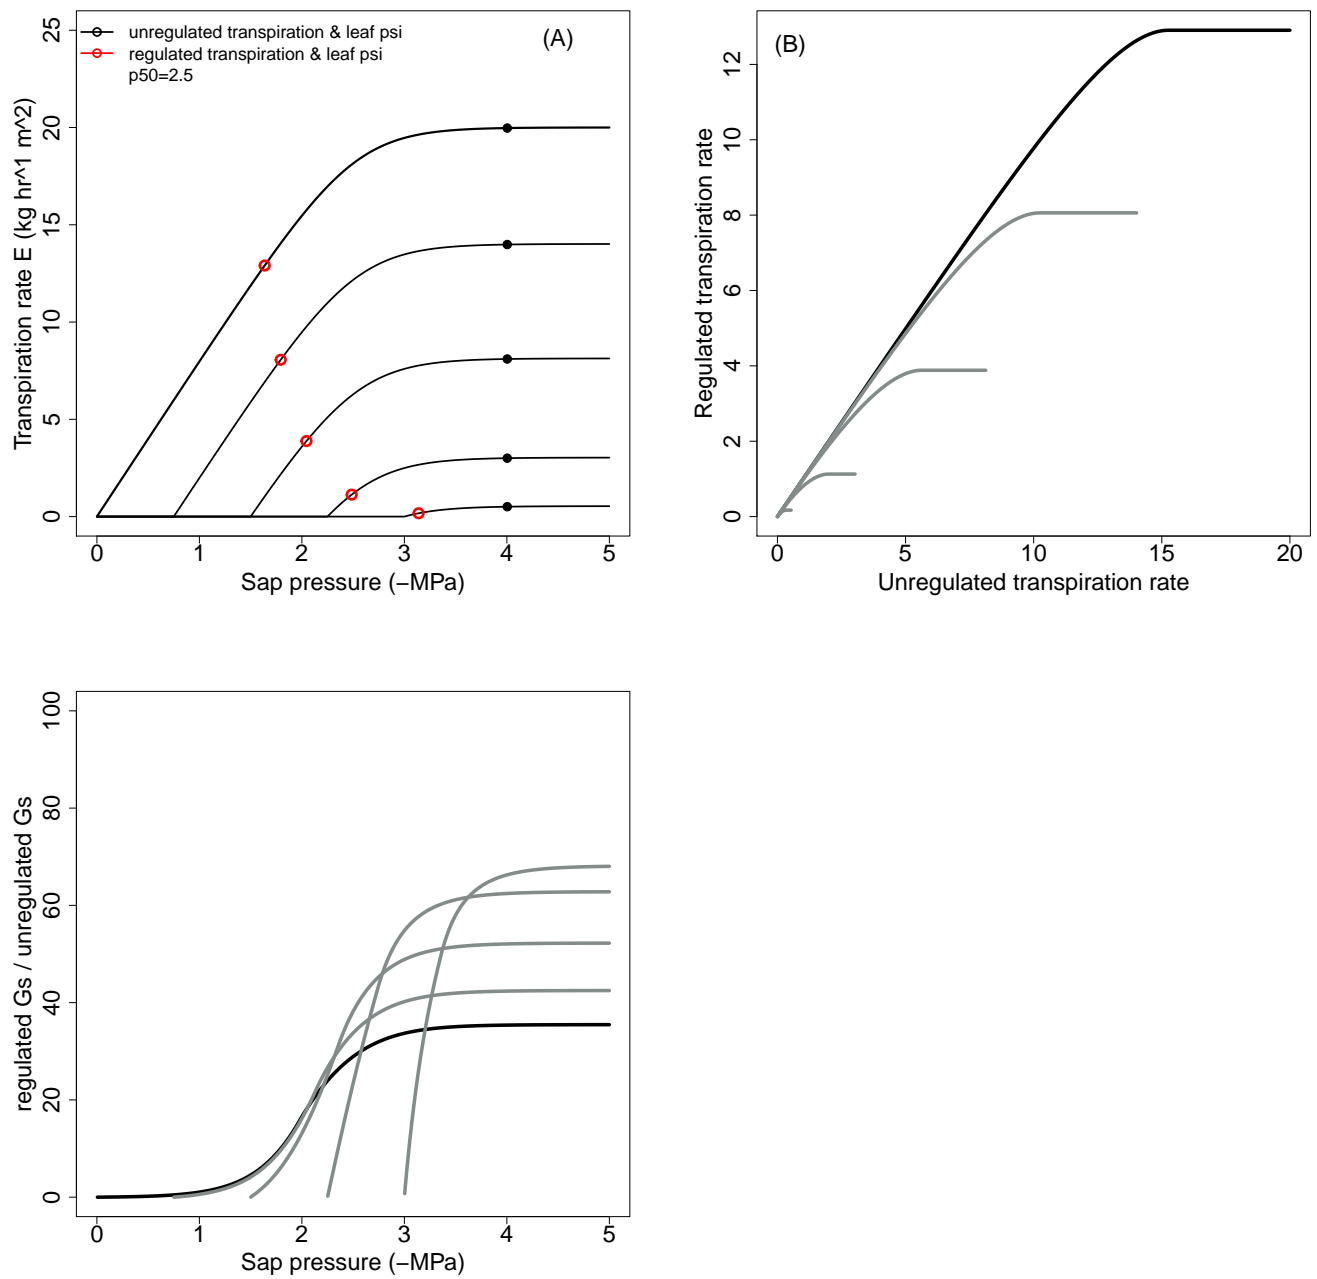 unregulated transpiration & leaf psi
regulated transpiration & leaf psi
p50=2.5
(A)
Transpiration rate E (kg hr^1 m^2)
0 5 10 15 20 25
0 1 2 3 4 5
Sap pressure (−MPa)
(B)
Regulated transpiration rate
0 2 4 6 8 10 12
0 5 10 15 20
Unregulated transpiration rate
regulated Gs / unregulated Gs
0 20 40 60 80 100
0 1 2 3 4 5
Sap pressure (−MPa)